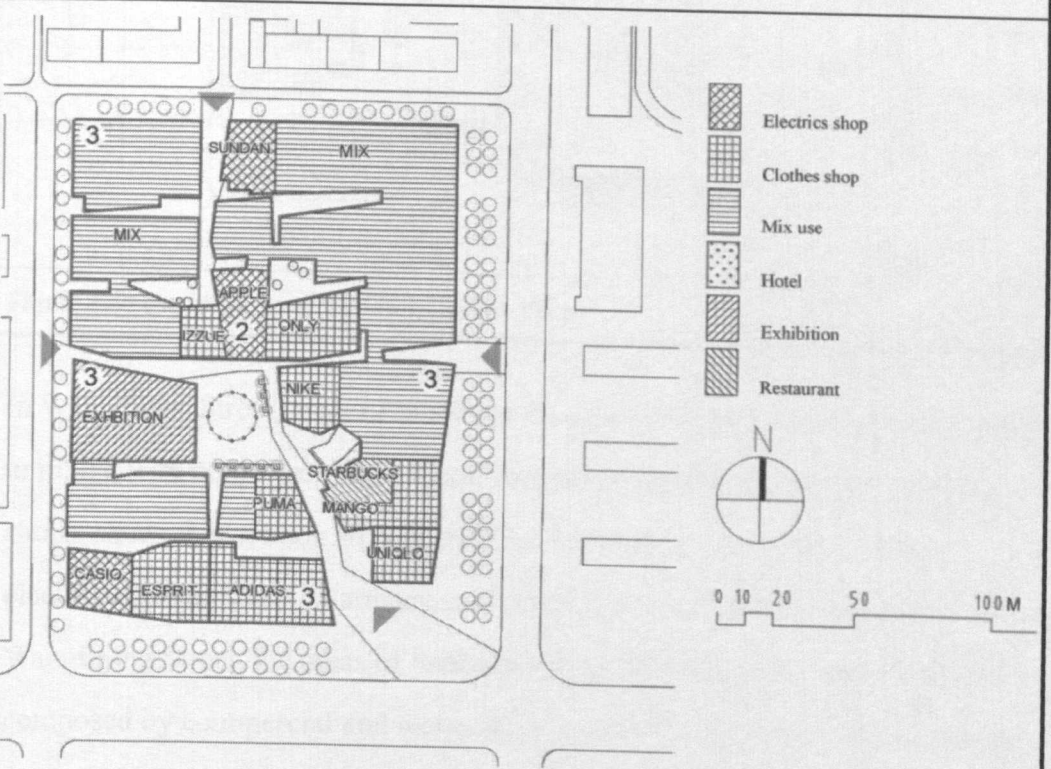 3
SUNDAN
MIX
MIX
APPLE
IZZUE
2
ONLY
3
EXHBITION
NIKE
3
STARBUCKS
PUMA
MANGO
UNIQLO
CASIO
ESPRIT
ADIDAS
3
Electrics shop
Clothes shop
Mix use
Hotel
Exhibition
Restaurant
N
0 10 20 50 100 M